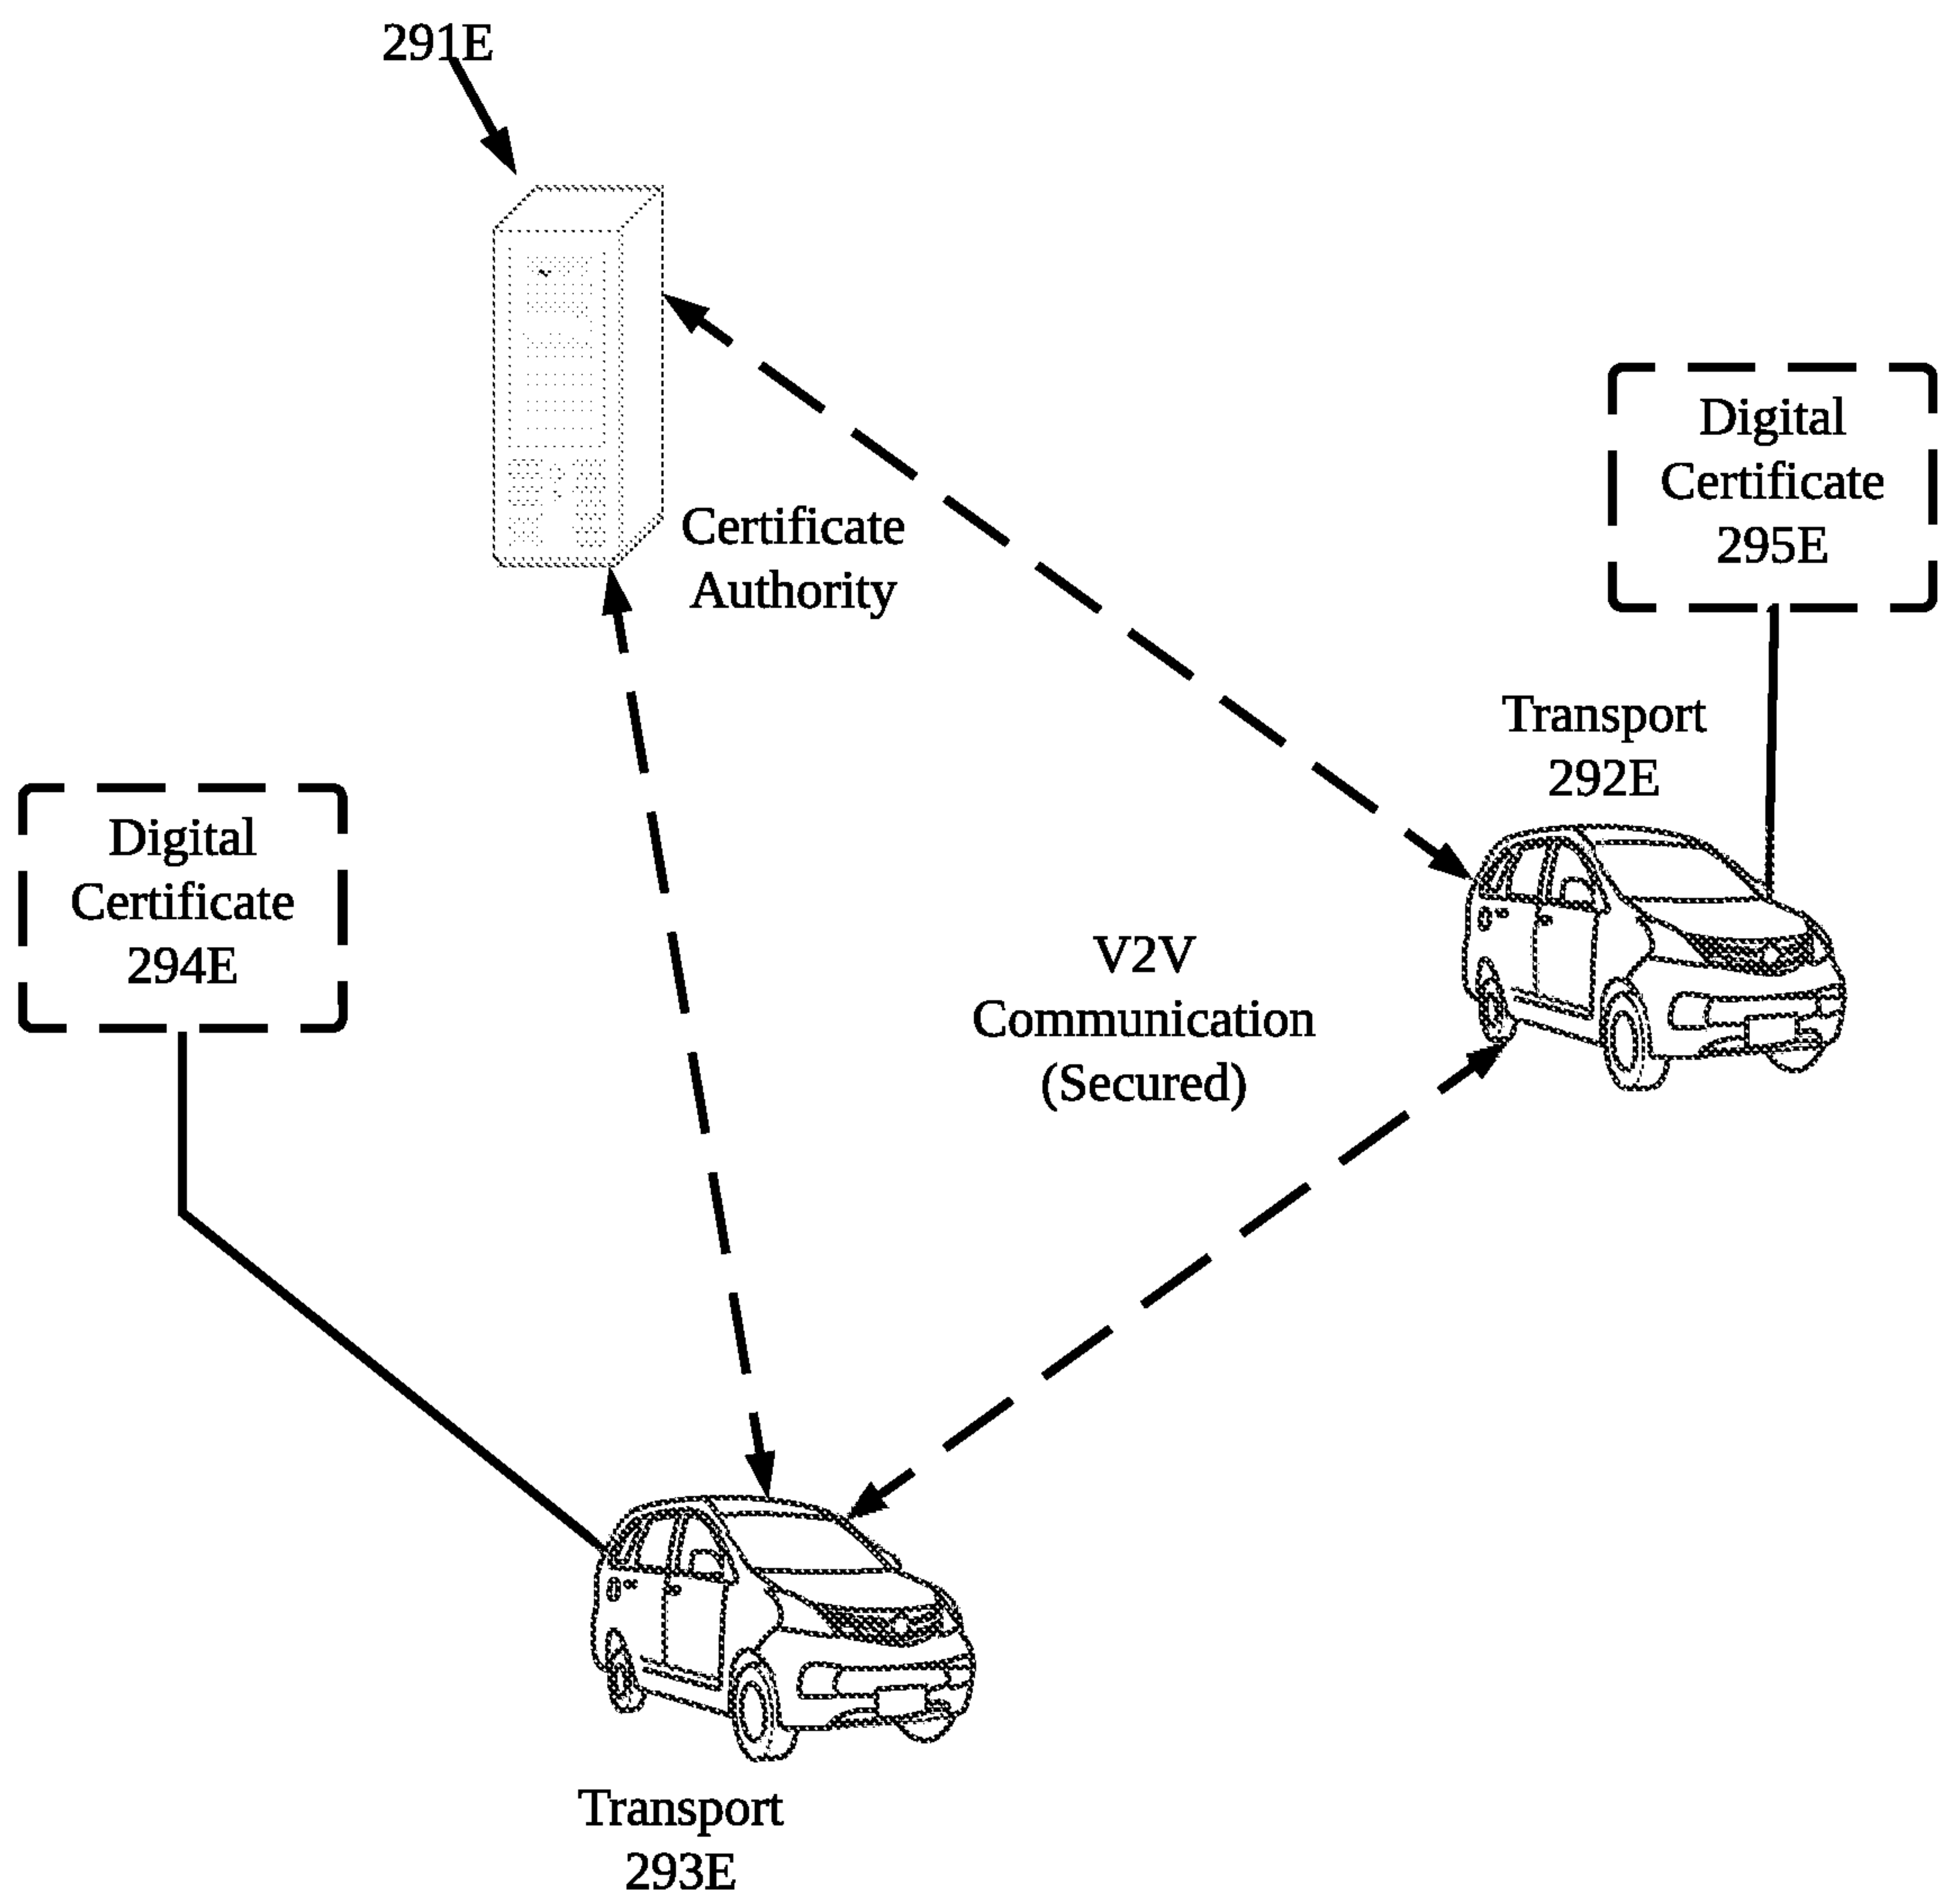 291E
Certificate
Authority
Digital
Certificate
295E
Transport
292E
Digital
Certificate
294E
V2V
Communication
(Secured)
Transport
293E